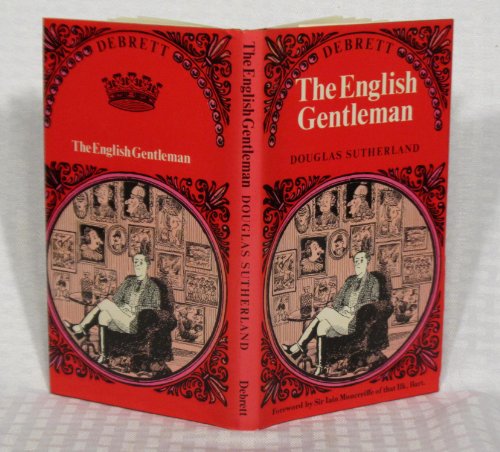 DEBRETT
The English Gentleman
The English Gentleman DOUGLAS SUTHERLAND Debrett
DEBRETT
The English
Gentleman
DOUGLAS SUTHERLAND
Foreword by Sir Iain Moncreiffe of that Ilk, Bart.